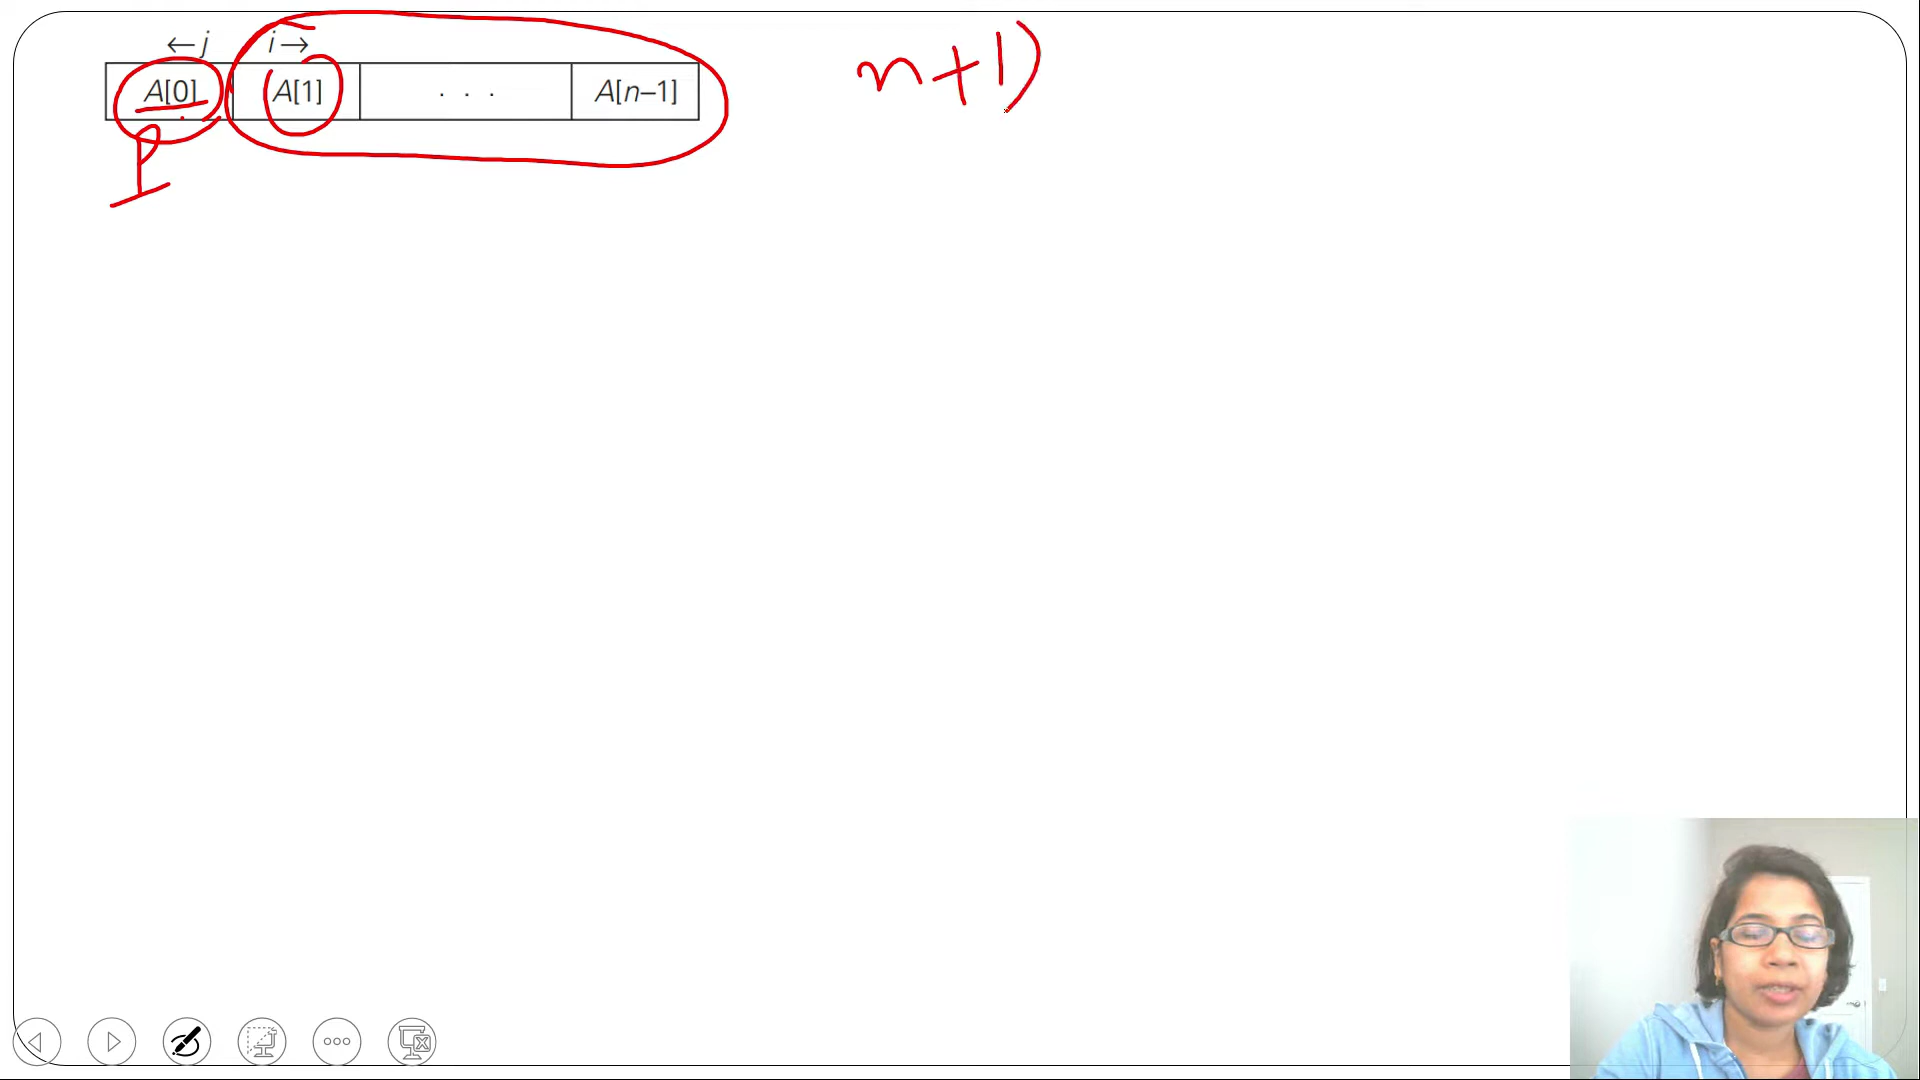 ←j i→
A[0] A[1] . . . A[n–1]
n+1)
P